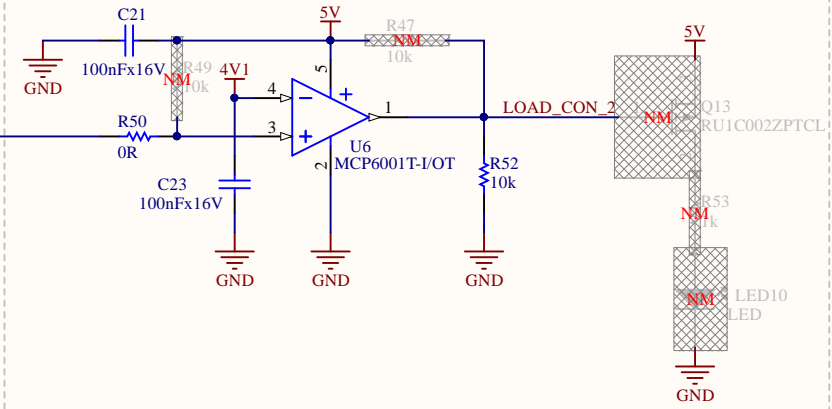 C21
100nFx16V
GND
NM
R49
10k
5V
R47
NM
10k
4V1
4
5
3
2
1
R50
0R
U6
MCP6001T-I/OT
C23
100nFx16V
GND
GND
R52
10k
GND
LOAD_CON_2
5V
NM
Q13
RU1C002ZPTCL
NM
R53
1k
NM
LED10
LED
GND